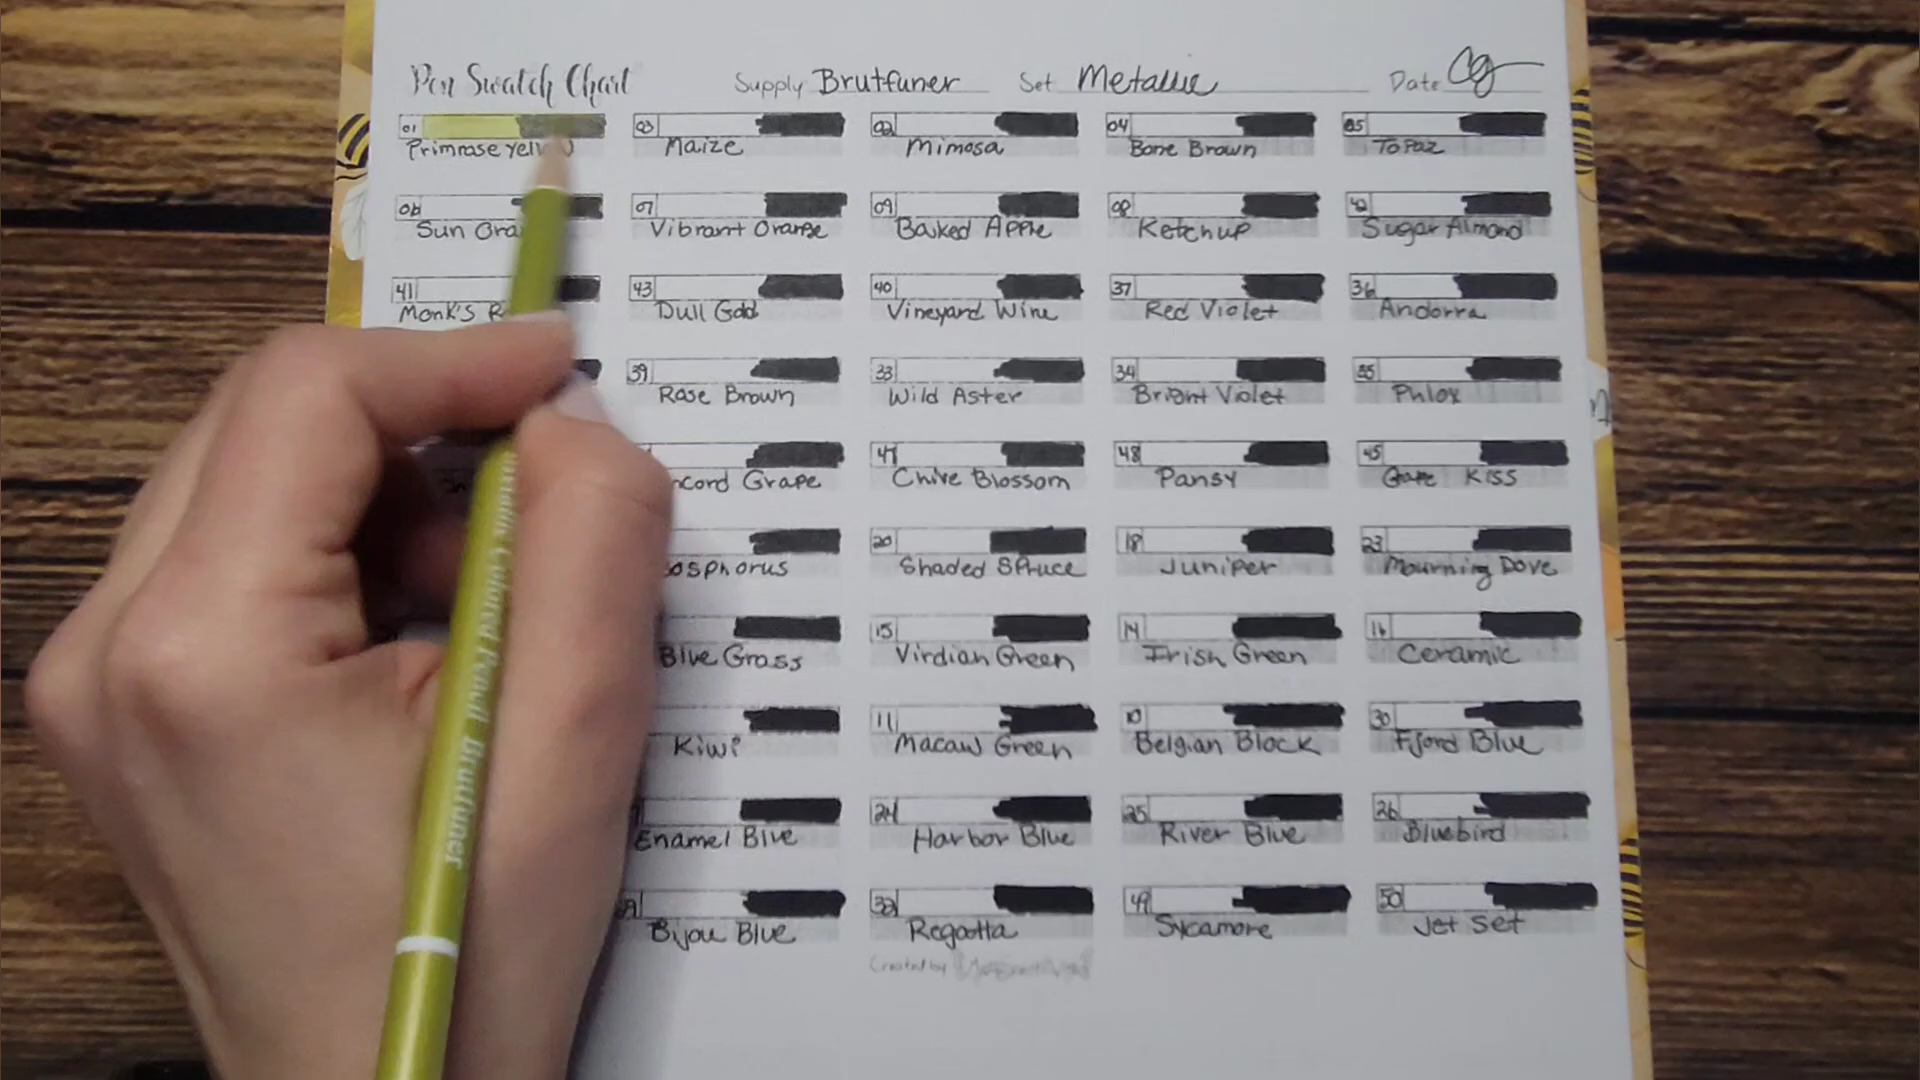 Pen Swatch Chart Supply Brutfuner Set Metallic Date
01 03 02 04 05
Primrose Yellow Maize Mimosa Bone Brown Topaz
06 07 09 08 42
Sun Ora Vibrant Orange Baked Apple Ketchup Sugar Almond
41 43 40 37 36
Monk's R Dull Gold Vineyard Wine Red Violet Andorra
39 33 34 35
Rose Brown Wild Aster Bright Violet Phlox
47 48 45
ncord Grape Chive Blossom Pansy Grape Kiss
20 18 23
osphorus Shaded Spruce Juniper Mourning Dove
15 14 16
Blue Grass Virdian Green Irish Green Ceramic
11 10 30
Kiwi Macaw Green Belgian Block Fjord Blue
24 25 26
Enamel Blue Harbor Blue River Blue Bluebird
32 49 50
Bijou Blue Regaotta Sycamore Jet Set
Created by
Colored Pencil Brutfuner